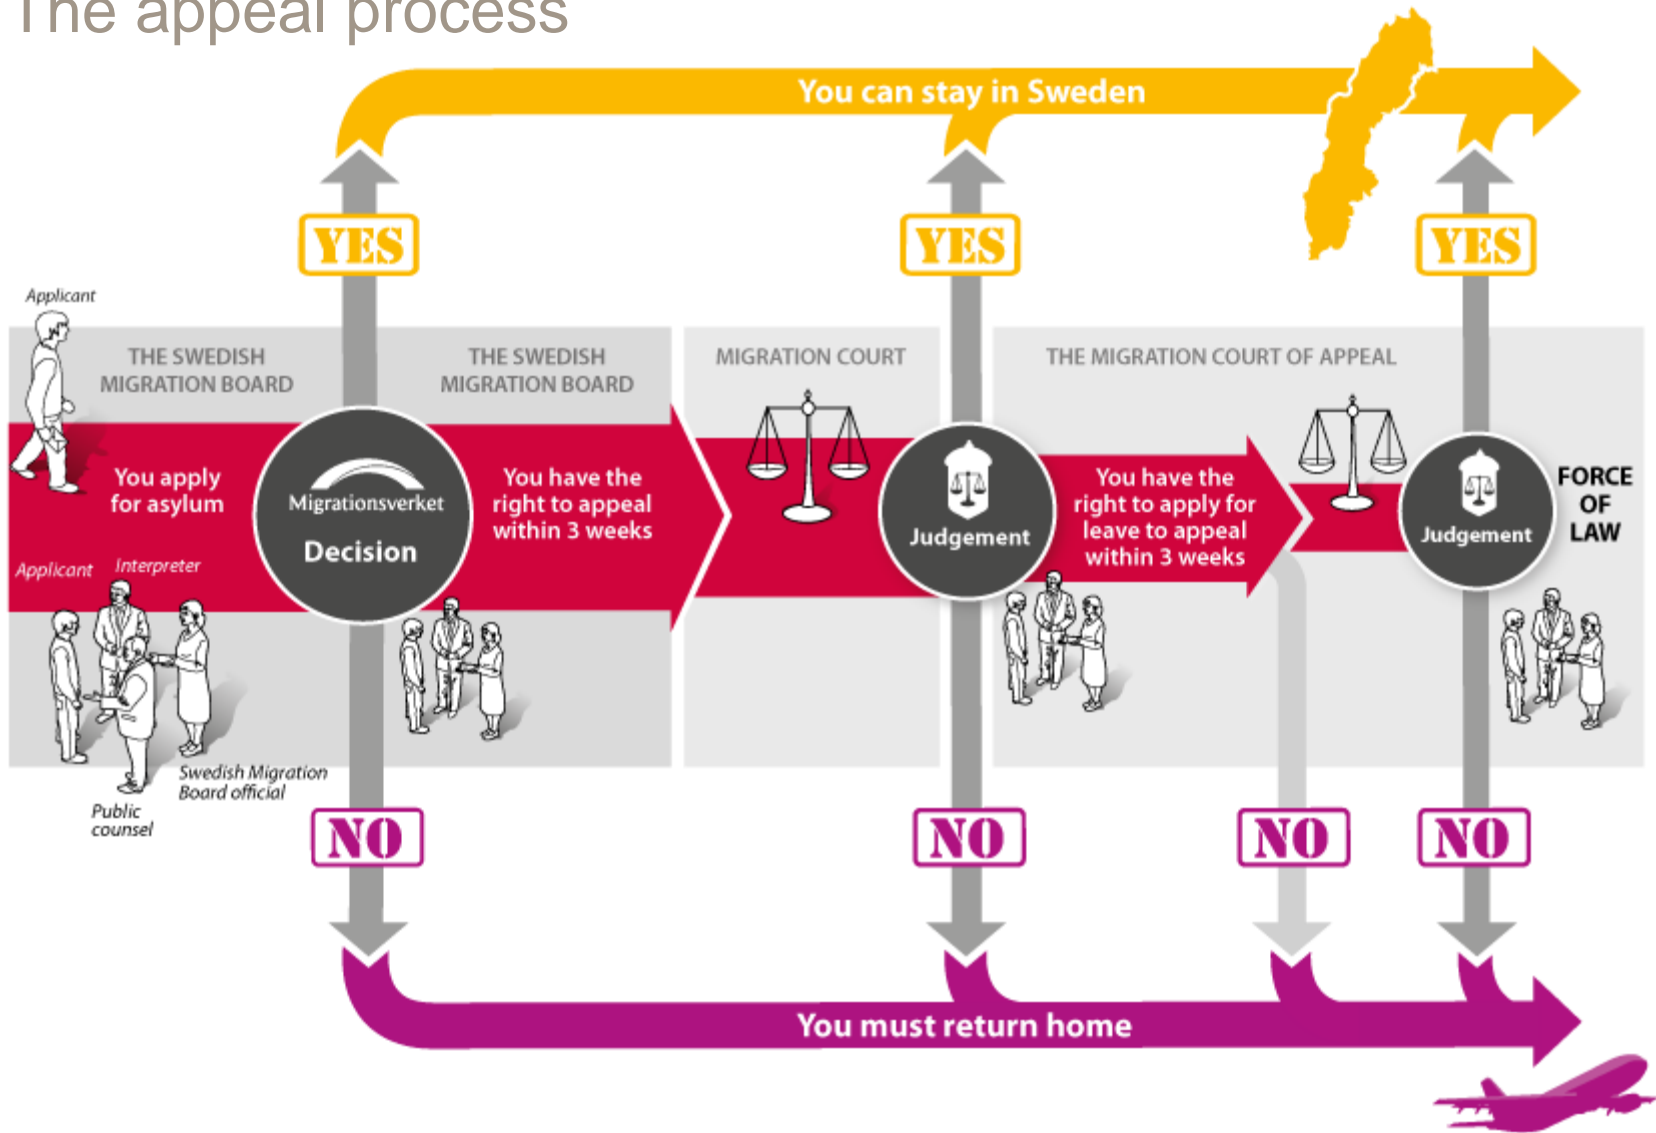 The appeal process
You can stay in Sweden
YES
YES
YES
Applicant
THE SWEDISH
MIGRATION BOARD
THE SWEDISH
MIGRATION BOARD
MIGRATION COURT
THE MIGRATION COURT OF APPEAL
You apply
for asylum
Migrationsverket
Decision
You have the
right to appeal
within 3 weeks
Judgement
You have the
right to apply for
leave to appeal
within 3 weeks
Judgement
FORCE
OF
LAW
Applicant
Interpreter
Swedish Migration
Board official
Public
counsel
NO
NO
NO
NO
You must return home